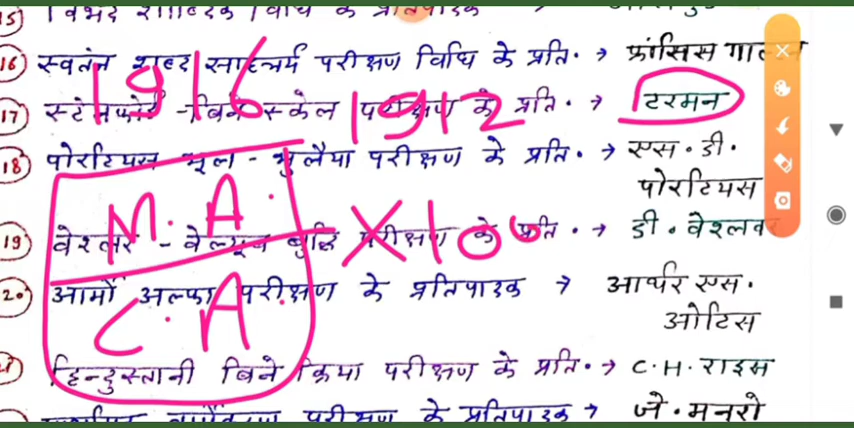 16) स्वतंत्र शब्द साहचर्य परीक्षण विधि के प्रति. → फ्रांसिस गाल्
1916
17) स्टेनफोर्ड - बिने स्केल परीक्षण के प्रति. → टरमन
1912
18) पोरटियस भूल - भुलैया परीक्षण के प्रति. → एस. डी. पोरटियस
M. A.
X 100
19) वेश्लर - वेल्यूव बुद्धि परीक्षण के प्रति. → डी. वेश्लर
20) आर्मी अल्फा परीक्षण के प्रतिपादक → आर्थर एस. ओटिस
C. A.
हिन्दुस्तानी बिने क्रिया परीक्षण के प्रति. → C.H. राइस
परीक्षण के प्रतिपादक → जे. मनरो